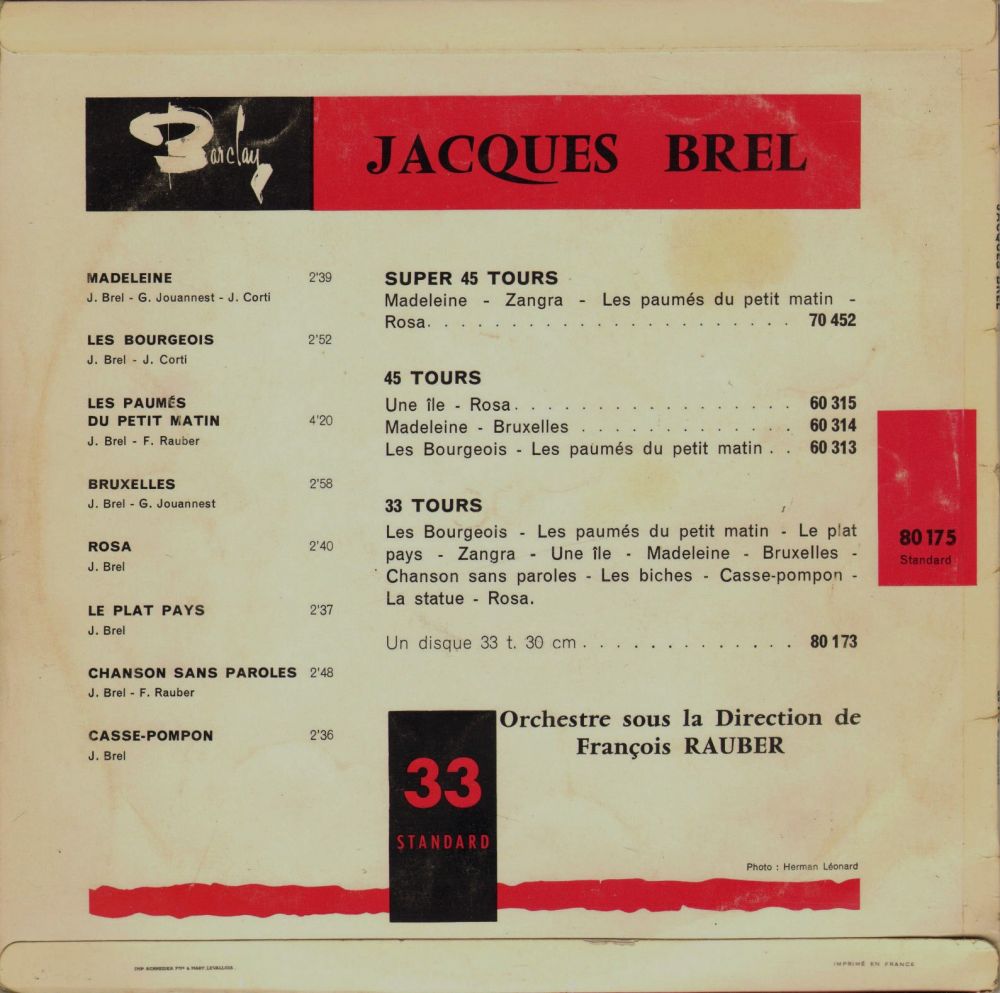 Barclay
JACQUES BREL
MADELEINE 2'39
J. Brel - G. Jouannest - J. Corti
LES BOURGEOIS 2'52
J. Brel - J. Corti
LES PAUMÉS
DU PETIT MATIN 4'20
J. Brel - F. Rauber
BRUXELLES 2'58
J. Brel - G. Jouannest
ROSA 2'40
J. Brel
LE PLAT PAYS 2'37
J. Brel
CHANSON SANS PAROLES 2'48
J. Brel - F. Rauber
CASSE-POMPON 2'36
J. Brel
SUPER 45 TOURS
Madeleine - Zangra - Les paumés du petit matin -
Rosa. . . . . . . . . . . . . . . . . . . . . . 70 452
45 TOURS
Une île - Rosa. . . . . . . . . . . . . . . . . 60 315
Madeleine - Bruxelles . . . . . . . . . . . . . 60 314
Les Bourgeois - Les paumés du petit matin . . 60 313
33 TOURS
Les Bourgeois - Les paumés du petit matin - Le plat
pays - Zangra - Une île - Madeleine - Bruxelles -
Chanson sans paroles - Les biches - Casse-pompon -
La statue - Rosa.
Un disque 33 t. 30 cm . . . . . . . . . . . . . 80 173
80 175
Standard
JACQUES BREL
Orchestre sous la Direction de
François RAUBER
33
STANDARD
Photo : Herman Léonard
IMPRIMÉ EN FRANCE